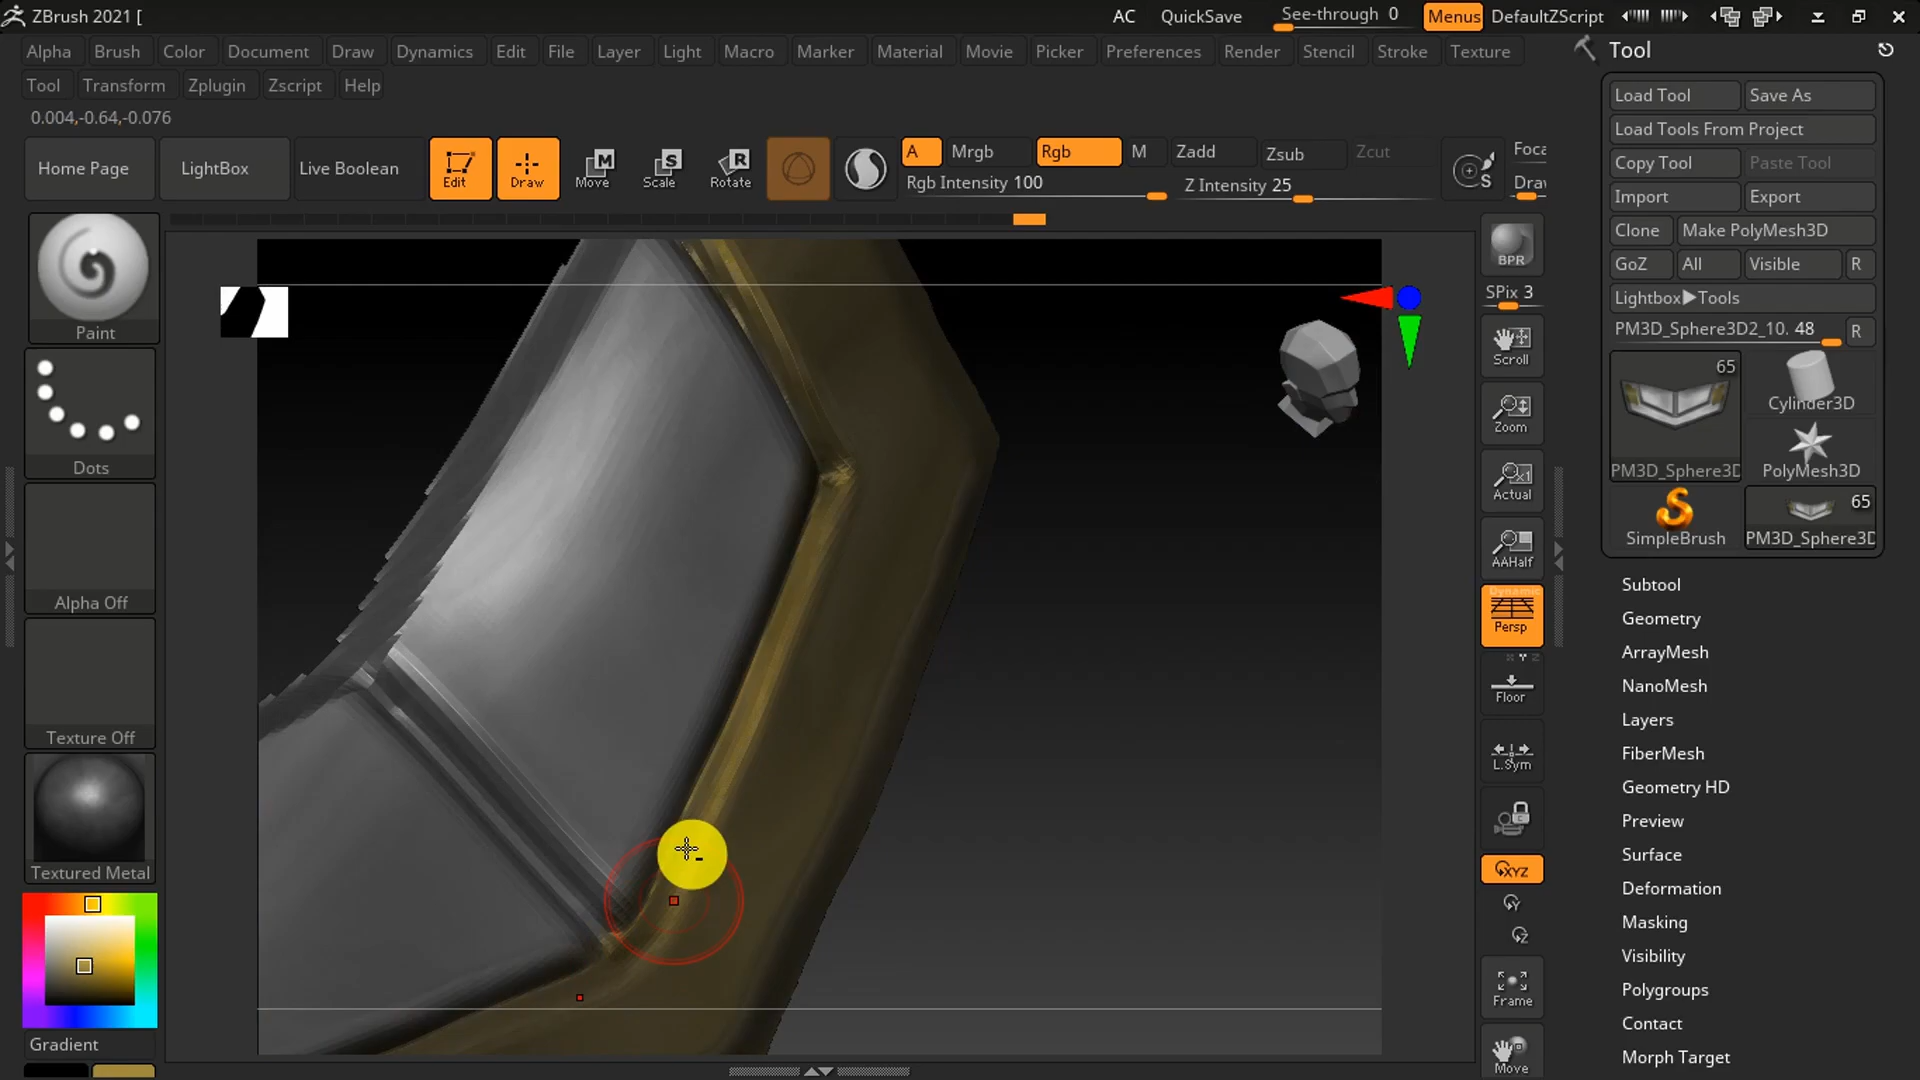 ZBrush 2021 [
AC
QuickSave
See-through 0
Menus
DefaultZScript
Alpha Brush Color Document Draw Dynamics Edit File Layer Light Macro Marker Material Movie Picker Preferences Render Stencil Stroke Texture
Tool Transform Zplugin Zscript Help
0.004,-0.64,-0.076
Home Page
LightBox
Live Boolean
Edit
Draw
Move
Scale
Rotate
A
Mrgb
Rgb
M
Zadd
Zsub
Zcut
Rgb Intensity 100
Z Intensity 25
Foca
Draw
Paint
Dots
Alpha Off
Texture Off
Textured Metal
Gradient
BPR
SPix 3
Scroll
Zoom
Actual
AAHalf
Dynamic
Persp
Floor
L.Sym
XYZ
Y
Z
Frame
Move
Tool
Load Tool
Save As
Load Tools From Project
Copy Tool
Paste Tool
Import
Export
Clone
Make PolyMesh3D
GoZ
All
Visible
R
Lightbox▶Tools
PM3D_Sphere3D2_10. 48
R
65
PM3D_Sphere3D
Cylinder3D
PolyMesh3D
SimpleBrush
65
PM3D_Sphere3D
Subtool
Geometry
ArrayMesh
NanoMesh
Layers
FiberMesh
Geometry HD
Preview
Surface
Deformation
Masking
Visibility
Polygroups
Contact
Morph Target